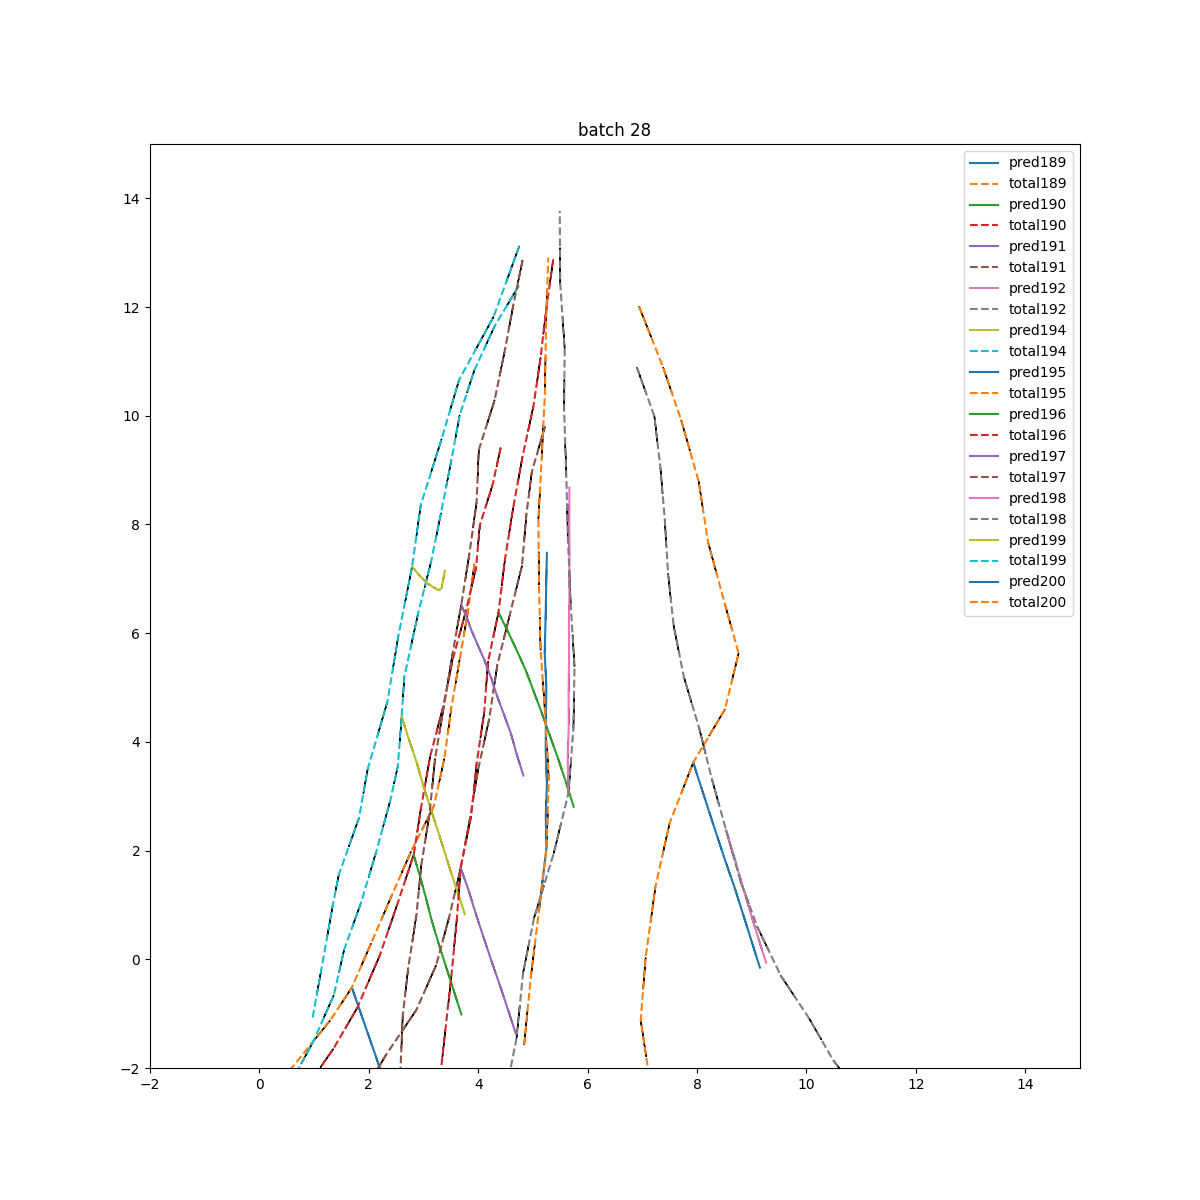 batch 28
pred189
total189
pred190
total190
pred191
total191
pred192
total192
pred194
total194
pred195
total195
pred196
total196
pred197
total197
pred198
total198
pred199
total199
pred200
total200
14
12
10
8
6
4
2
0
−2
−2 0 2 4 6 8 10 12 14